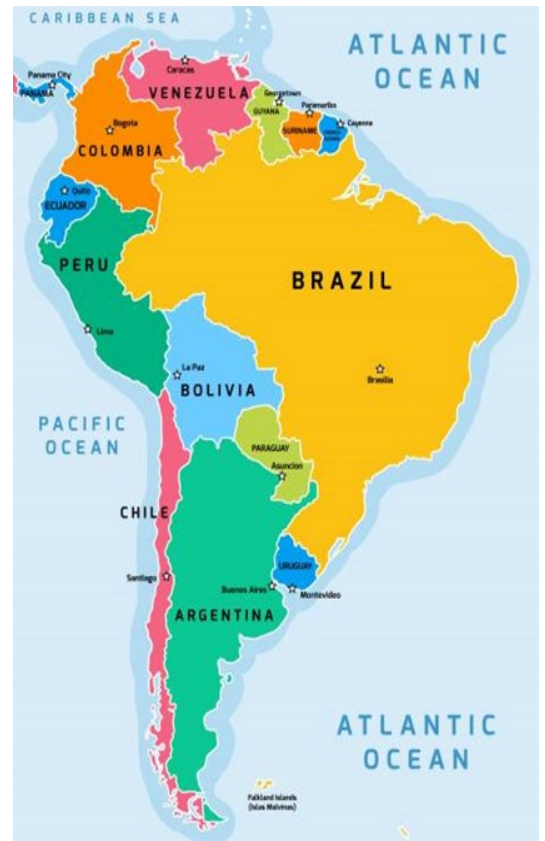 CARIBBEAN SEA
ATLANTIC
OCEAN
Panama City
PANAMA
Caracas
VENEZUELA
Georgetown
GUYANA
Paramaribo
SURINAME
Cayenne
Bogota
COLOMBIA
Quito
ECUADOR
PERU
BRAZIL
Lima
La Paz
BOLIVIA
Brasilia
PACIFIC
OCEAN
PARAGUAY
Asuncion
CHILE
Santiago
URUGUAY
Buenos Aires
Montevideo
ARGENTINA
ATLANTIC
OCEAN
Falkland Islands
(Islas Malvinas)